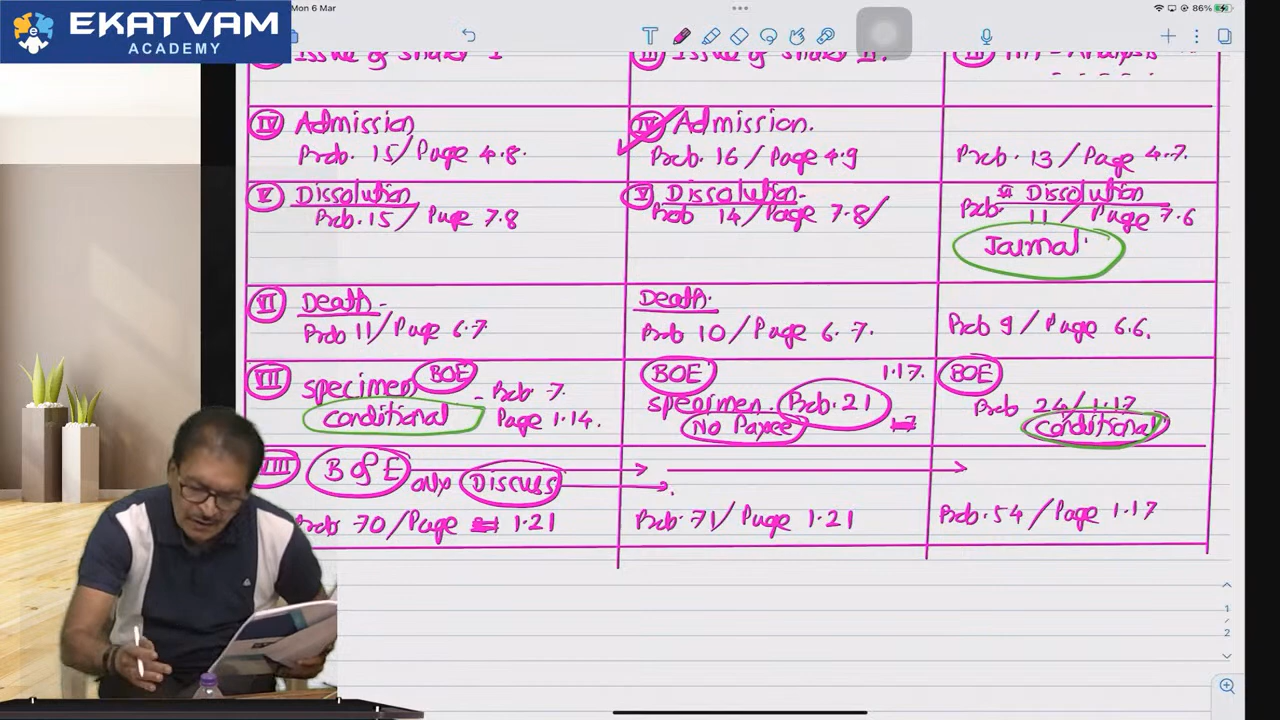 EKATVAM
ACADEMY
Mon 6 Mar
86%
Issue of shares I
III Issue of shares II.
III Analysis
IV Admission
Prob. 15/Page 4.8.
IV Admission.
Prob. 16 / Page 4.9
Prob. 13 / Page 4.7.
V Dissolution
Prob. 15 / Page 7.8
V Dissolution-
Prob 14/Page 7.8/
Dissolution
Prob. 11 / Page 7.6
Journal
VI Death -
Prob 11/Page 6.7
Death.
Prob 10 / Page 6.7.
Prob 9 / Page 6.6.
VII specimen BOE - Prob 7.
conditional Page 1.14.
BOE 1.17.
specimen. Prob. 21
No Payee
BOE
Prob 24/1.17
conditional
VIII B of E only Discuss
Prob 70/Page 1.21
Prob. 71/ Page 1.21
Prob. 54 / Page 1.17
1
2